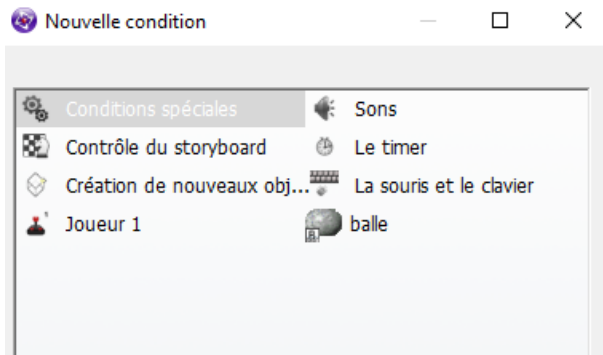 Nouvelle condition
Conditions spéciales
Sons
Contrôle du storyboard
Le timer
Création de nouveaux obj...
La souris et le clavier
Joueur 1
balle